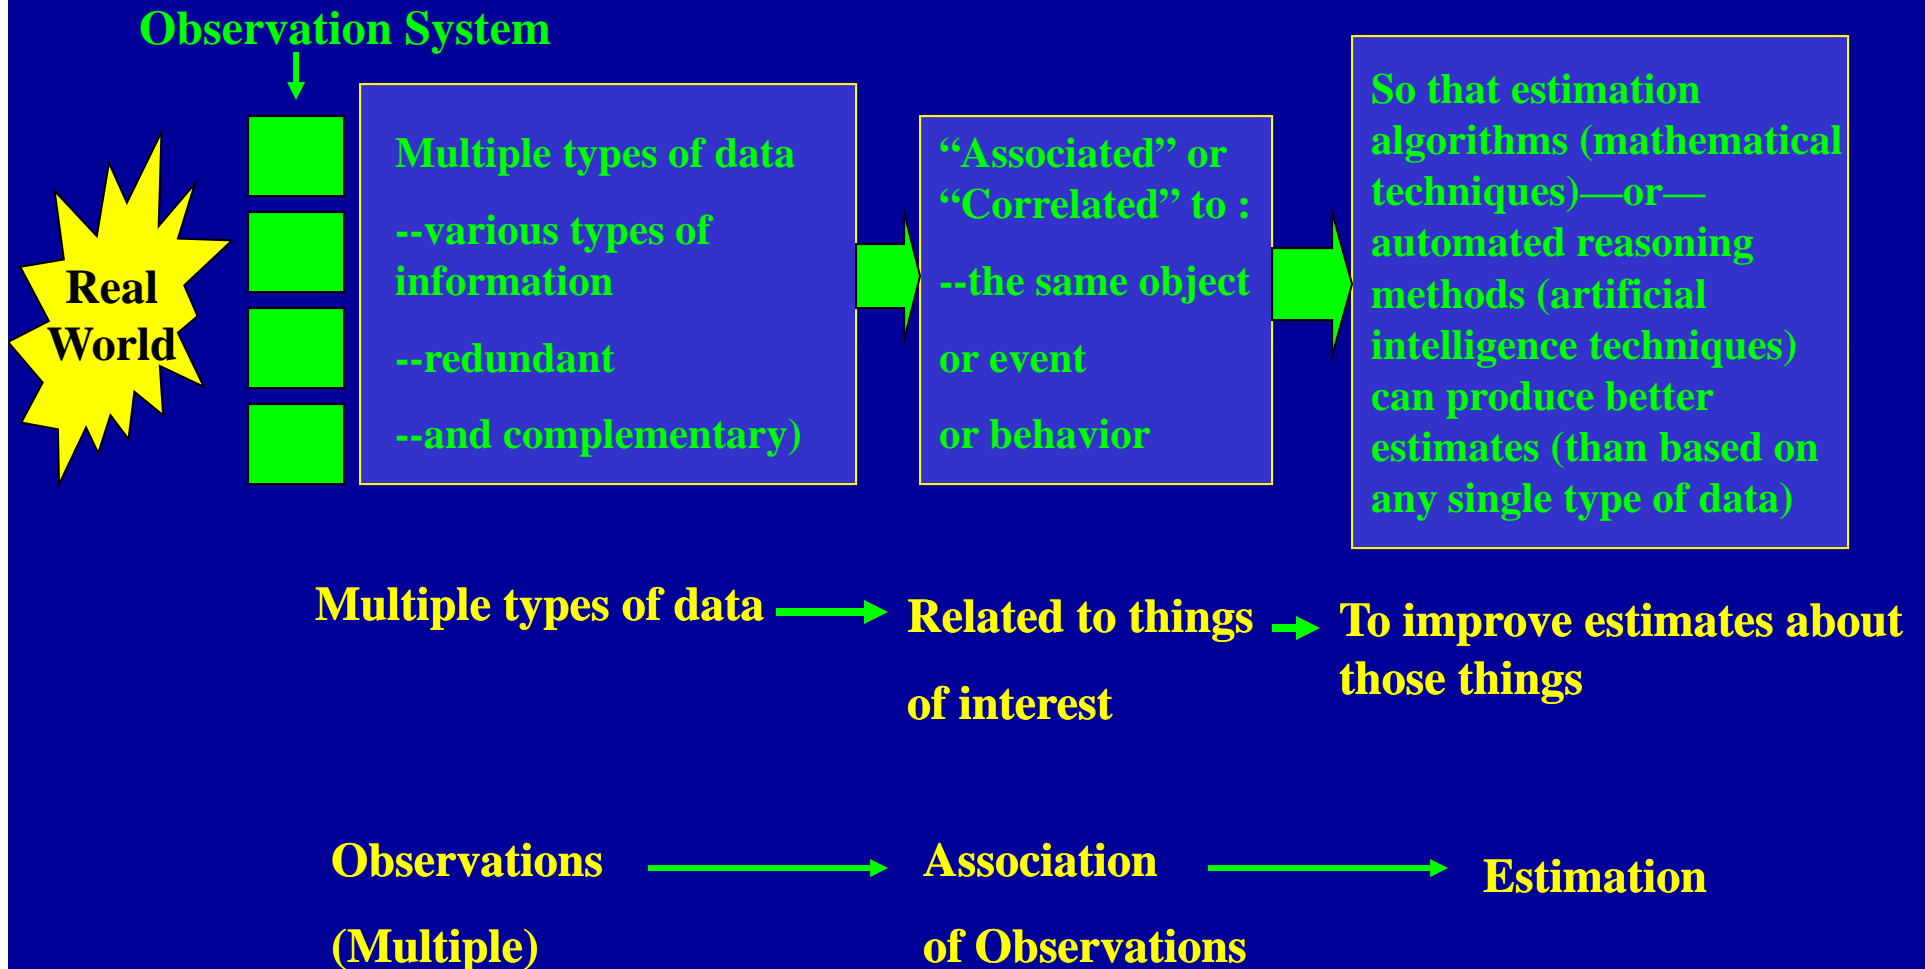 Observation System
Real
World
Multiple types of data
--various types of
information
--redundant
--and complementary)
“Associated” or
“Correlated” to :
--the same object
or event
or behavior
So that estimation
algorithms (mathematical
techniques)—or—
automated reasoning
methods (artificial
intelligence techniques)
can produce better
estimates (than based on
any single type of data)
Multiple types of data
Related to things
of interest
To improve estimates about
those things
Observations
(Multiple)
Association
of Observations
Estimation